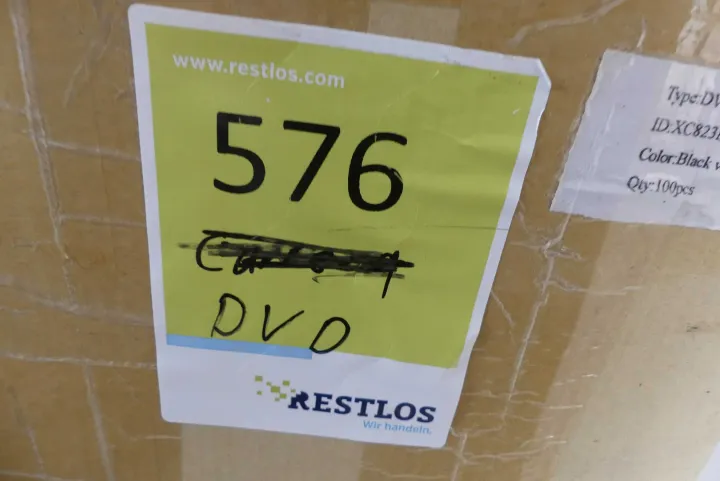 www.restlos.com
576
DVD
RESTLOS
Wir handeln.
Type:DV
ID:XC823
Color:Black
Qty:100pcs